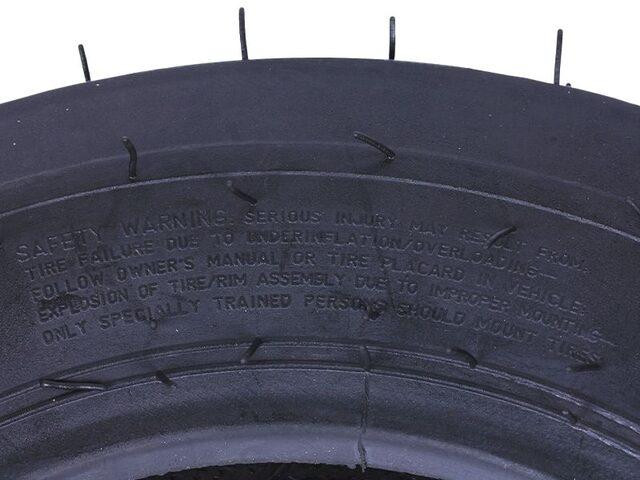 SAFETY WARNING. SERIOUS INJURY MAY RESULT FROM:
TIRE FAILURE DUE TO UNDERINFLATION/OVERLOADING—
FOLLOW OWNER'S MANUAL OR TIRE PLACARD IN VEHICLE:
EXPLOSION OF TIRE/RIM ASSEMBLY DUE TO IMPROPER MOUNTING—
ONLY SPECIALLY TRAINED PERSONS SHOULD MOUNT TIRES.